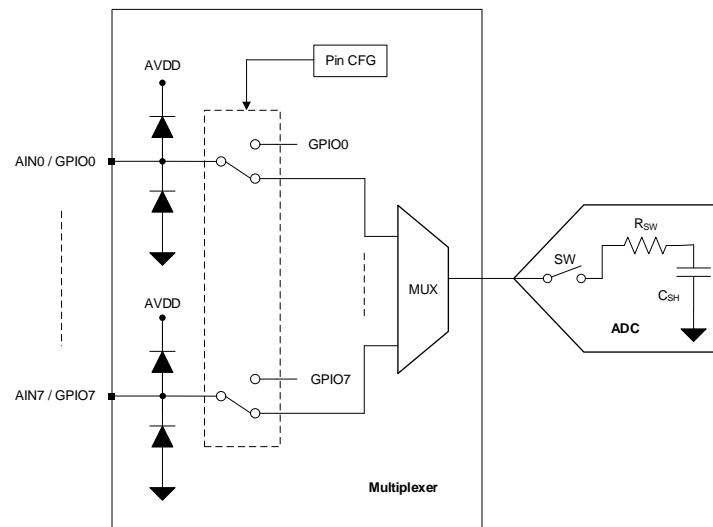 Pin CFG
AVDD
GPIO0
AIN0 / GPIO0
RSW
SW
MUX
CSH
AVDD
ADC
GPIO7
AIN7 / GPIO7
Multiplexer